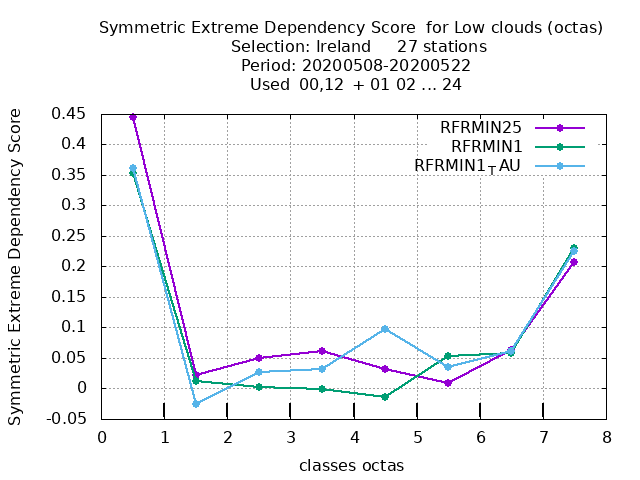 Symmetric Extreme Dependency Score  for Low clouds (octas)
Selection: Ireland     27 stations
Period: 20200508-20200522
Used  00,12  + 01 02 ... 24
0.45
0.4
0.35
0.3
0.25
0.2
0.15
0.1
0.05
0
-0.05
Symmetric Extreme Dependency Score
RFRMIN25
RFRMIN1
RFRMIN1TAU
0 1 2 3 4 5 6 7 8
classes octas